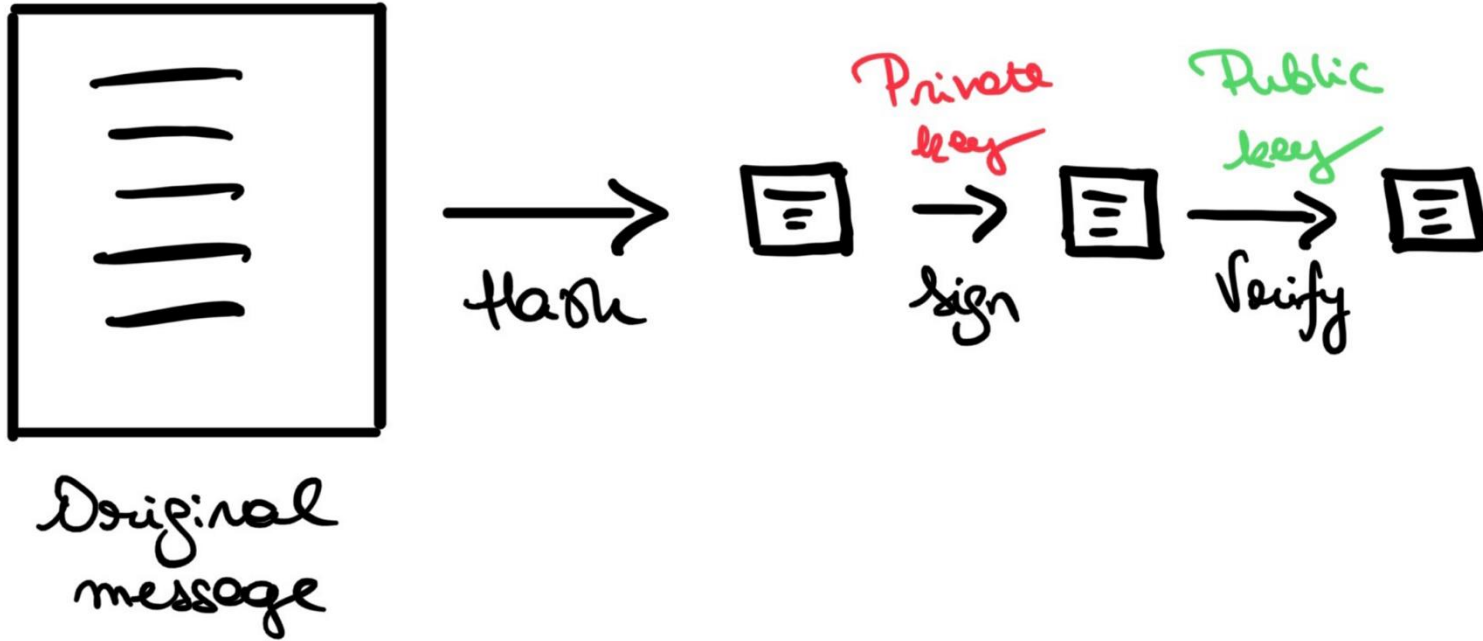 Original
message
Hash
Private
key
Sign
Public
key
Verify